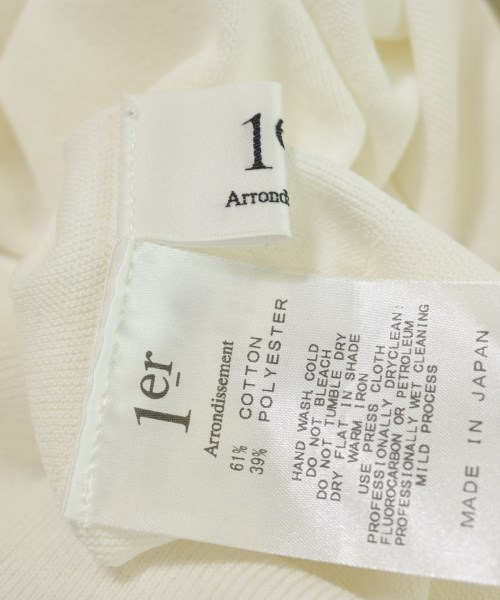 1
Arrond
1er
Arrondissement
61% COTTON
39% POLYESTER
HAND WASH, COLD
DO NOT BLEACH
DO NOT TUMBLE DRY
DRY FLAT IN SHADE
WARM IRON
USE PRESS CLOTH
PROFESSIONALLY DRYCLEAN:
FLUOROCARBON OR PETROLEUM
PROFESSIONALLY WET CLEANING
MILD PROCESS
MADE IN JAPAN